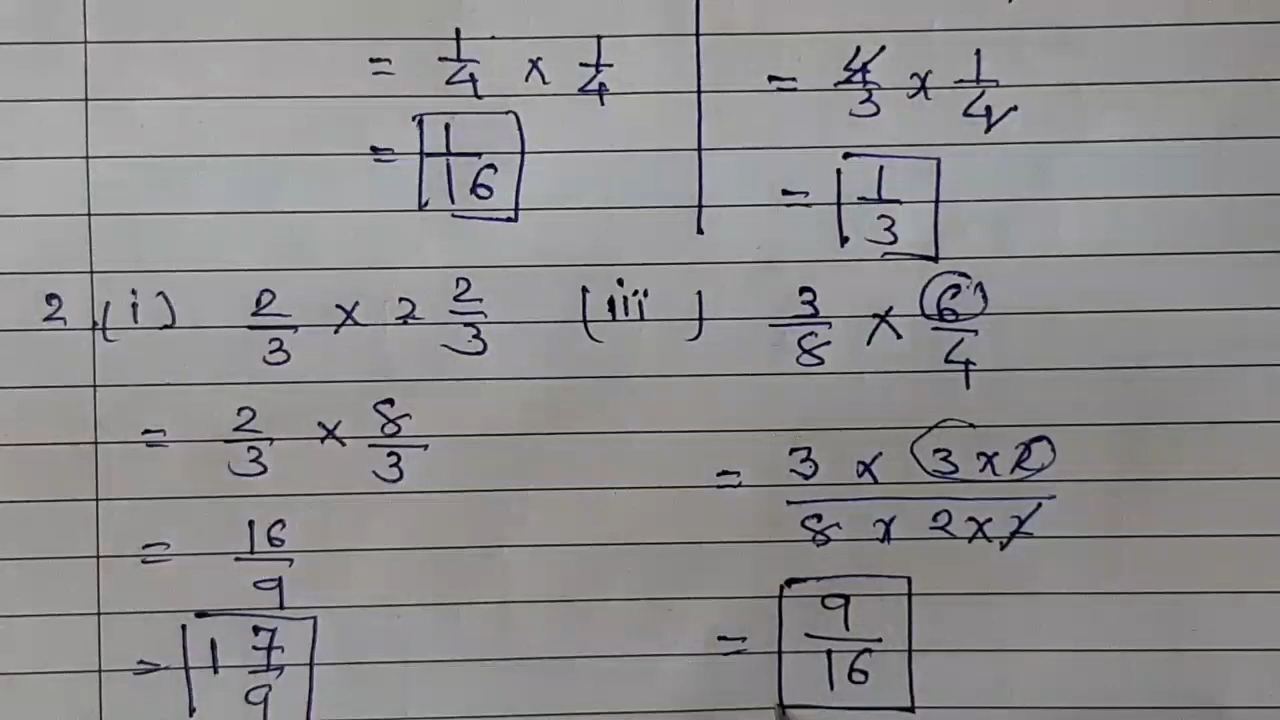 = 1/4 × 1/4
= 1/16
= 4/3 × 1/4
= 1/3
2 (i) 2/3 × 2 2/3
= 2/3 × 8/3
= 16/9
= 1 7/9
(iii) 3/8 × 6/4
= 3 × 3 × 2 / 8 × 2 × 2
= 9/16